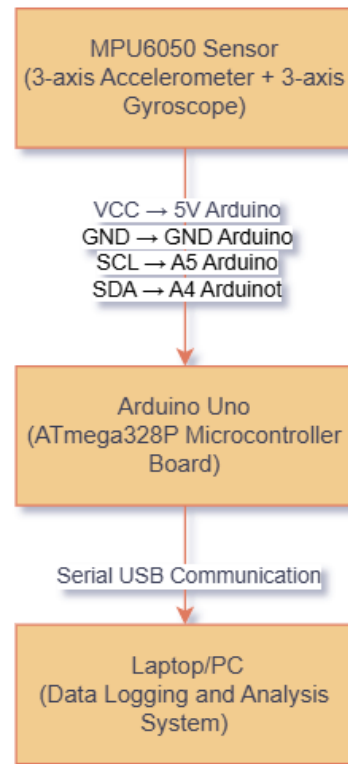 MPU6050 Sensor
(3-axis Accelerometer + 3-axis
Gyroscope)
VCC → 5V Arduino
GND → GND Arduino
SCL → A5 Arduino
SDA → A4 Arduinot
Arduino Uno
(ATmega328P Microcontroller
Board)
Serial USB Communication
Laptop/PC
(Data Logging and Analysis
System)